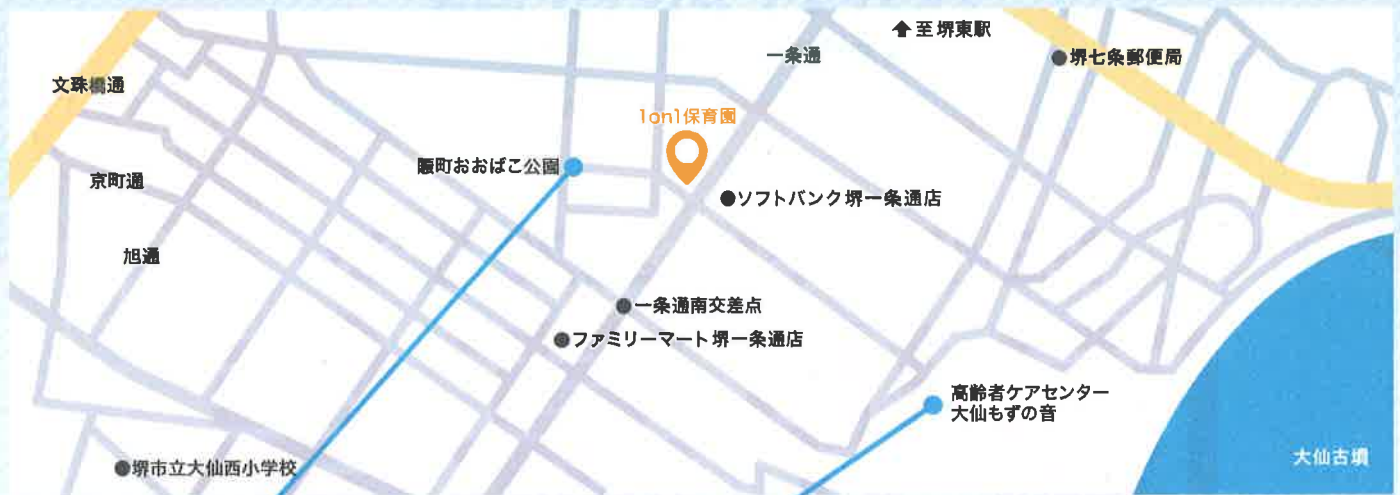 至 堺東駅
一条通
堺七条郵便局
文珠橋通
1on1保育園
賑町おおばこ公園
京町通
ソフトバンク 堺一条通店
旭通
一条通南交差点
ファミリーマート 堺一条通店
高齢者ケアセンター
大仙もずの音
大仙古墳
堺市立大仙西小学校